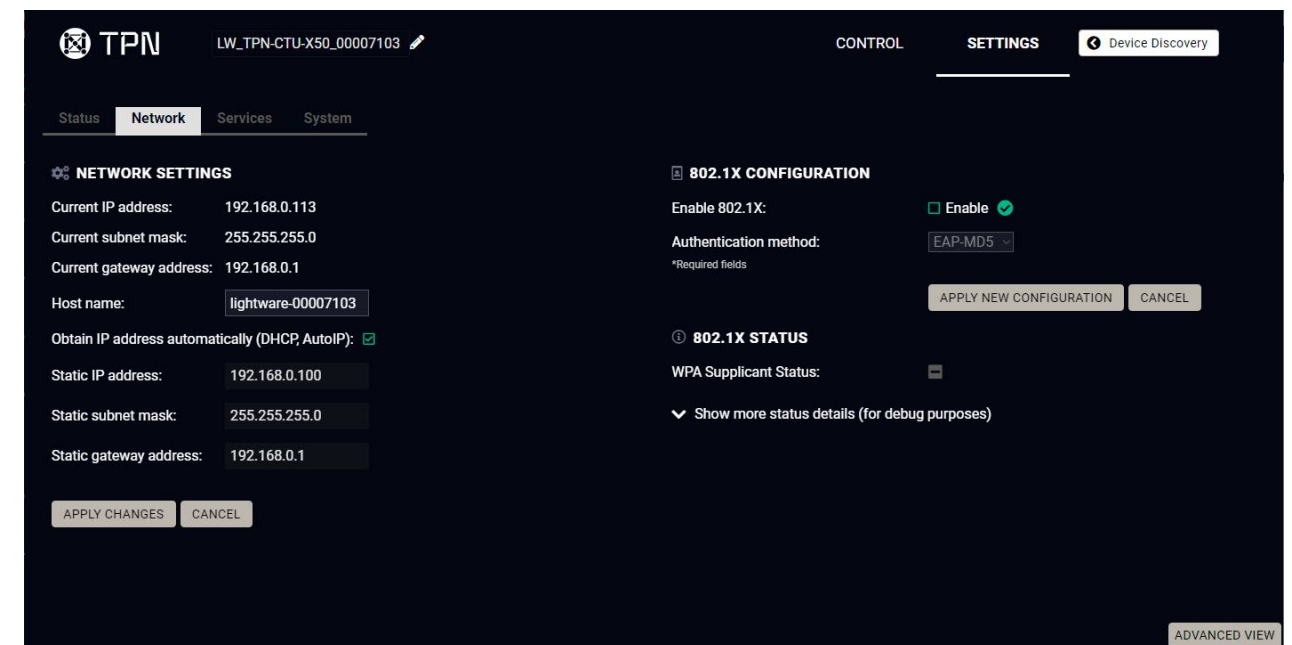 TPN LW_TPN-CTU-X50_00007103 CONTROL SETTINGS Device Discovery
Status Network Services System
NETWORK SETTINGS
Current IP address: 192.168.0.113
Current subnet mask: 255.255.255.0
Current gateway address: 192.168.0.1
Host name: lightware-00007103
Obtain IP address automatically (DHCP, AutoIP):
Static IP address: 192.168.0.100
Static subnet mask: 255.255.255.0
Static gateway address: 192.168.0.1
APPLY CHANGES CANCEL
802.1X CONFIGURATION
Enable 802.1X: Enable
Authentication method: EAP-MD5
*Required fields
APPLY NEW CONFIGURATION CANCEL
802.1X STATUS
WPA Supplicant Status:
Show more status details (for debug purposes)
ADVANCED VIEW